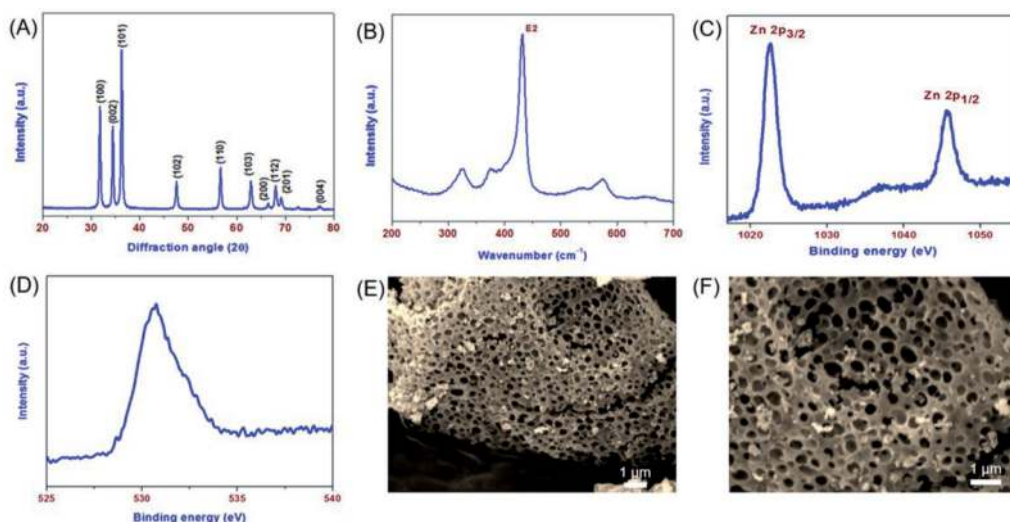 (A)
(100)
(002)
(101)
(102)
(110)
(103)
(200)
(112)
(201)
(004)
Intensity (a.u.)
20 30 40 50 60 70 80
Diffraction angle (2θ)
(B)
E2
Intensity (a.u.)
200 300 400 500 600 700
Wavenumber (cm⁻¹)
(C)
Zn 2p3/2
Zn 2p1/2
Intensity (a.u.)
1020 1030 1040 1050
Binding energy (eV)
(D)
Intensity (a.u.)
525 530 535 540
Binding energy (eV)
(E)
1 μm
(F)
1 μm